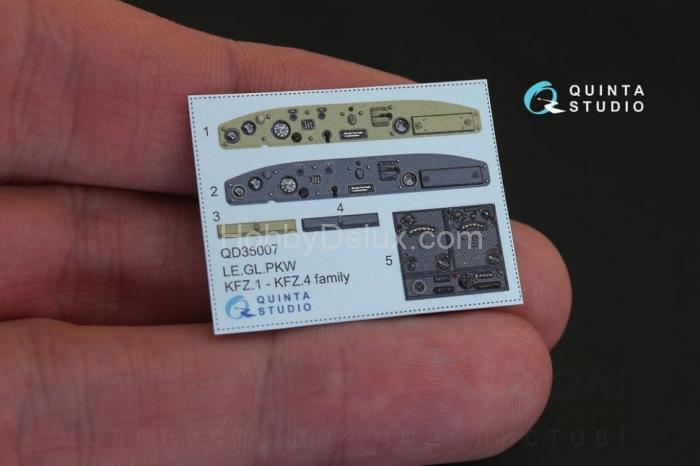 QUINTA
STUDIO
1
2
3
4
5
HobbyDelux.com
QD35007
LE.GL.PKW
KFZ.1 - KFZ.4 family
QUINTA
STUDIO